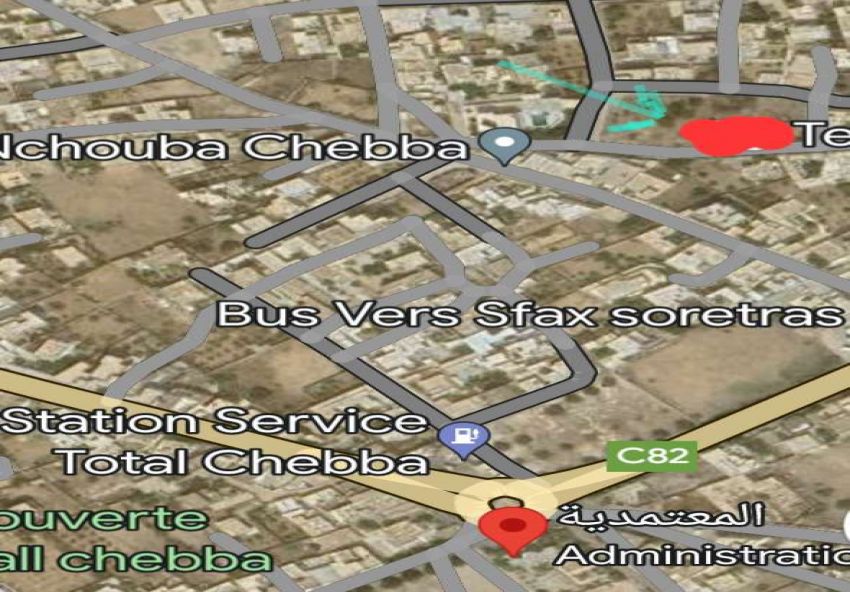 Nchouba Chebba
Te
Bus Vers Sfax soretras
Station Service
Total Chebba
C82
ouverte
all chebba
المعتمدية
Administratio